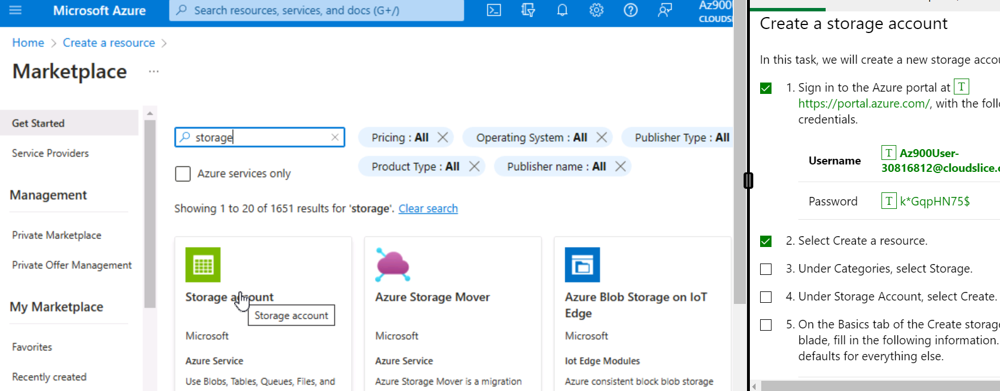 Microsoft Azure
Search resources, services, and docs (G+/)
Home > Create a resource >
Marketplace ...
Get Started
Service Providers
Management
Private Marketplace
Private Offer Management
My Marketplace
Favorites
Recently created
storage
Pricing : All
Operating System : All
Publisher Type : All
Azure services only
Product Type : All
Publisher name : All
Showing 1 to 20 of 1651 results for 'storage'. Clear search
Storage account
Storage account
Microsoft
Azure Service
Use Blobs, Tables, Queues, Files, and
Azure Storage Mover
Microsoft
Azure Service
Azure Storage Mover is a migration
Azure Blob Storage on IoT
Edge
Microsoft
Iot Edge Modules
Azure consistent block blob storage
Create a storage account
In this task, we will create a new storage
1. Sign in to the Azure portal at T
https://portal.azure.com/, with the
credentials.
Username T Az900User-
30816812@cloudslice.
Password T k*GqpHN75$
2. Select Create a resource.
3. Under Categories, select Storage.
4. Under Storage Account, select Create.
5. On the Basics tab of the Create storage
blade, fill in the following information.
defaults for everything else.